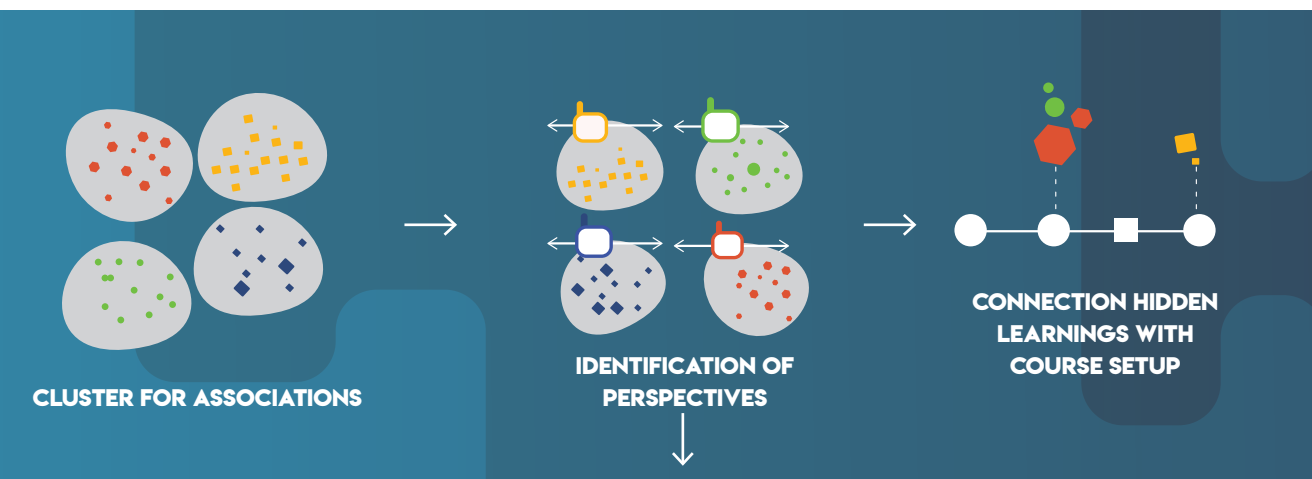 CLUSTER FOR ASSOCIATIONS
IDENTIFICATION OF
PERSPECTIVES
CONNECTION HIDDEN
LEARNINGS WITH
COURSE SETUP